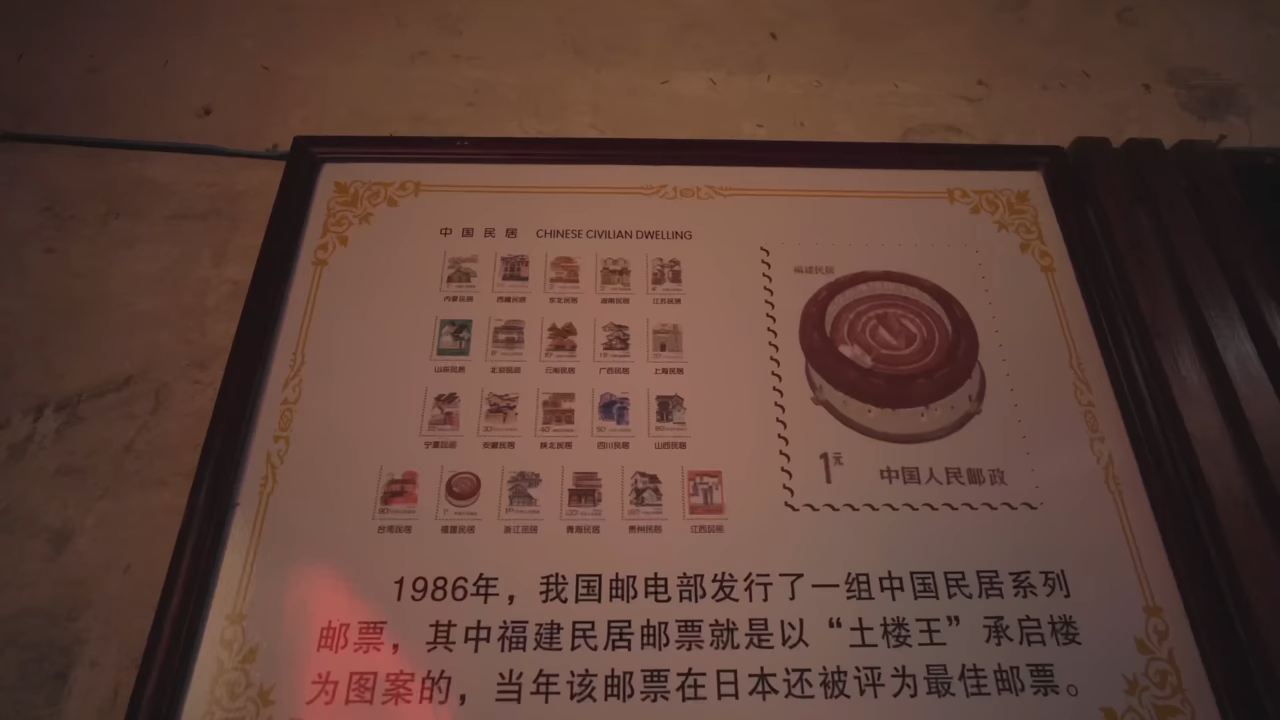 中国民居 CHINESE CIVILIAN DWELLING
福建民居
内蒙民居 西藏民居 东北民居 湖南民居 江苏民居
山东民居 北京民居 云南民居 广西民居 上海民居
宁夏民居 安徽民居 陕北民居 四川民居 山西民居
台湾民居 福建民居 浙江民居 青海民居 贵州民居 江西民居
1元 中国人民邮政
1986年，我国邮电部发行了一组中国民居系列
邮票，其中福建民居邮票就是以“土楼王”承启楼
为图案的，当年该邮票在日本还被评为最佳邮票。